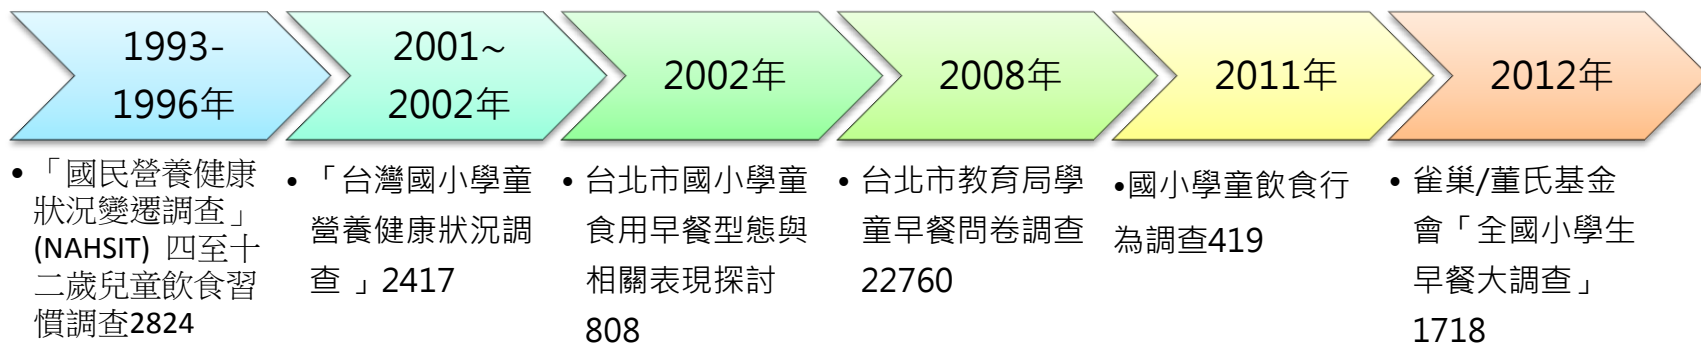 1993-
1996年
• 「國民營養健康
狀況變遷調查」
(NAHSIT) 四至十
二歲兒童飲食習
慣調查2824
2001~
2002年
• 「台灣國小學童
營養健康狀況調
查 」2417
2002年
• 台北市國小學童
食用早餐型態與
相關表現探討
808
2008年
• 台北市教育局學
童早餐問卷調查
22760
2011年
•國小學童飲食行
為調查419
2012年
• 雀巢/董氏基金
會「全國小學生
早餐大調查」
1718